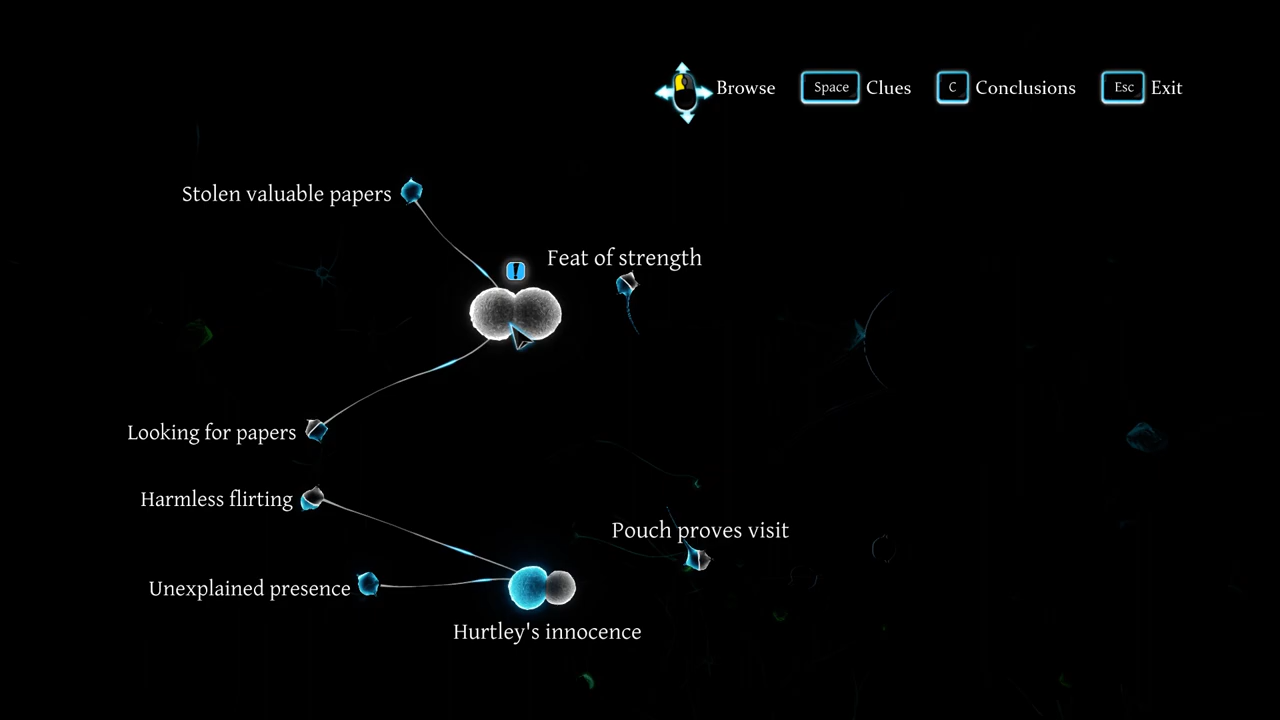 Browse
Space
Clues
C
Conclusions
Esc
Exit
Stolen valuable papers
!
Feat of strength
Looking for papers
Harmless flirting
Pouch proves visit
Unexplained presence
Hurtley's innocence